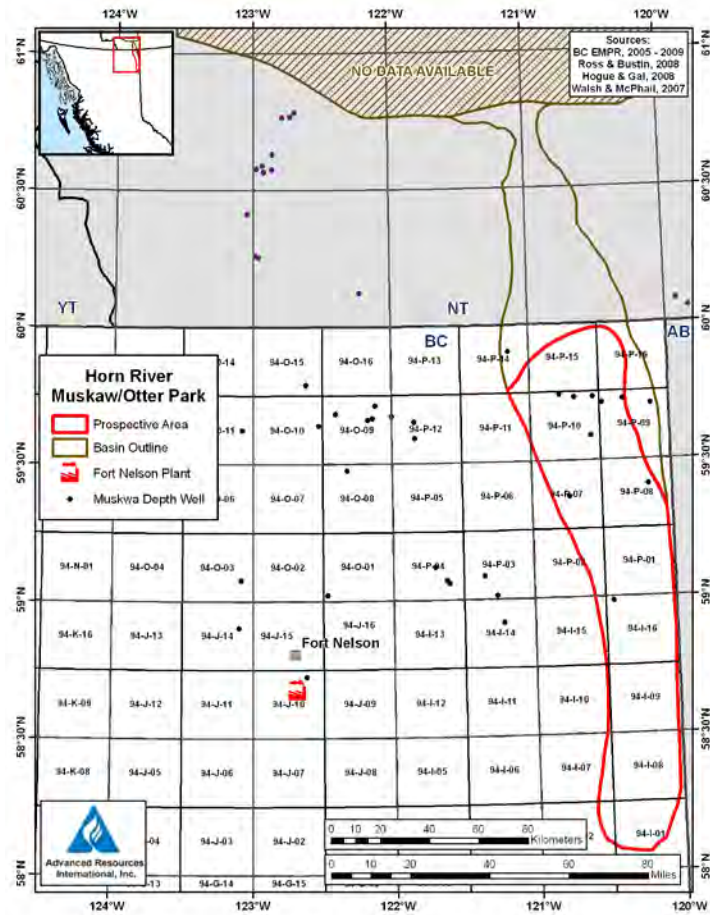 124°W
123°W
122°W
121°W
120°W
61°N
61°N
Sources:
BC EMPR, 2005 - 2009
Ross & Bustin, 2008
Hogue & Gal, 2008
Walsh & McPhail, 2007
NO DATA AVAILABLE
60°30'N
60°30'N
YT
NT
60°N
60°N
BC
AB
Horn River
Muskaw/Otter Park
Prospective Area
Basin Outline
Fort Nelson Plant
Muskwa Depth Well
-14
94-O-15
94-O-16
94-P-13
94-P-14
94-P-15
94-P-16
-11
94-O-10
94-O-09
94-P-12
94-P-11
94-P-10
94-P-09
59°30'N
59°30'N
-06
94-O-07
94-O-08
94-P-05
94-P-06
94-P-07
94-P-08
94-N-01
94-O-04
94-O-03
94-O-02
94-O-01
94-P-04
94-P-03
94-P-02
94-P-01
59°N
59°N
94-K-16
94-J-13
94-J-14
94-J-15
94-J-16
94-I-13
94-I-14
94-I-15
94-I-16
Fort Nelson
94-K-09
94-J-12
94-J-11
94-J-10
94-J-09
94-I-12
94-I-11
94-I-10
94-I-09
58°30'N
58°30'N
94-K-08
94-J-05
94-J-06
94-J-07
94-J-08
94-I-05
94-I-06
94-I-07
94-I-08
Advanced Resources
International, Inc.
-04
94-J-03
94-J-02
2
94-I-01
0 10 20 40 60 80
Kilometers
0 10 20 40 60 80
Miles
58°N
58°N
-13
94-G-14
94-G-15
124°W
123°W
122°W
121°W
120°W